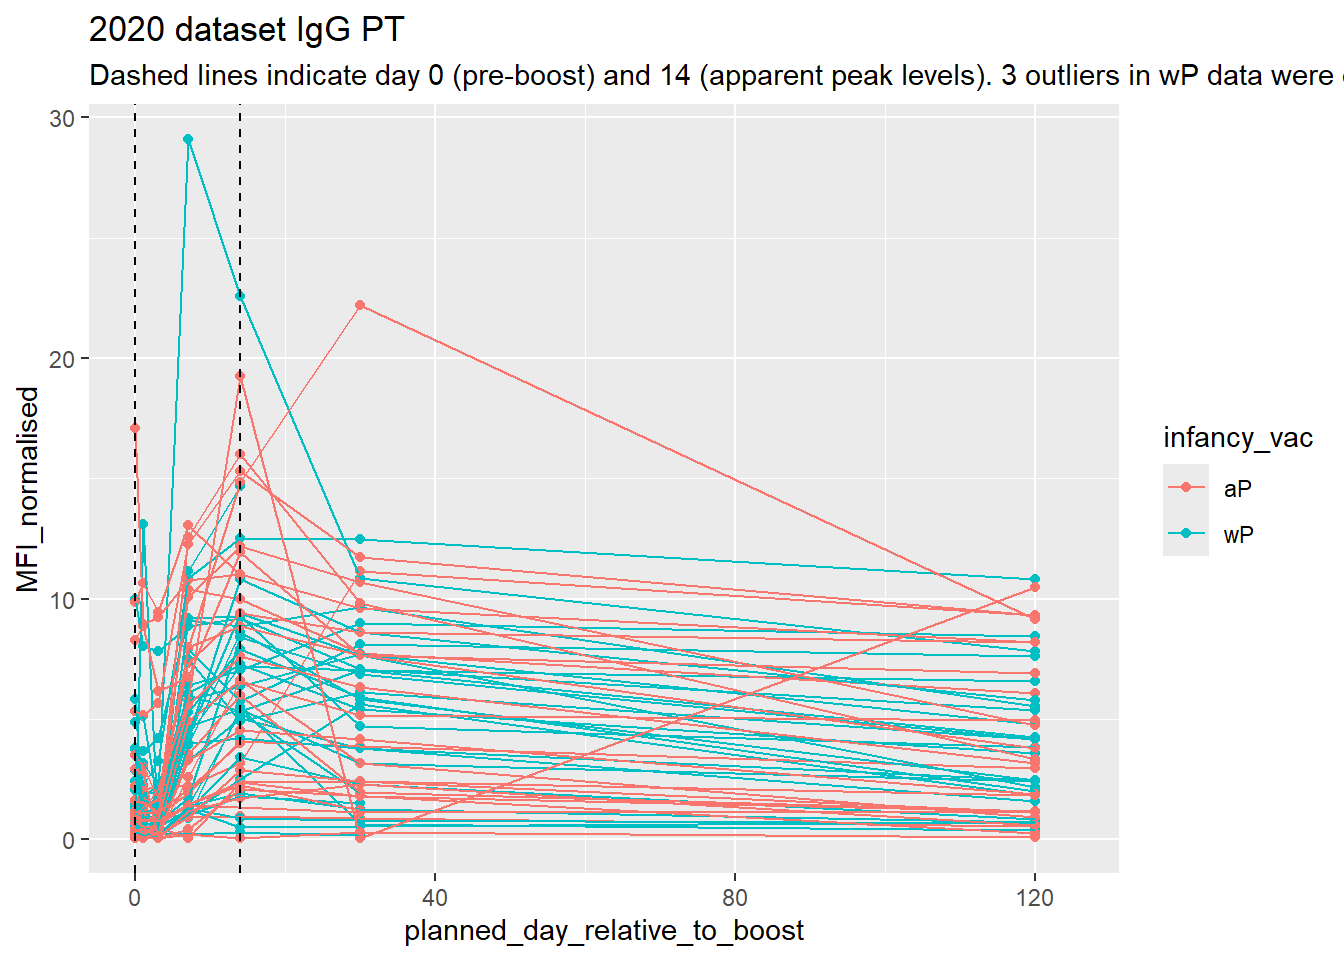 2020 dataset IgG PT
Dashed lines indicate day 0 (pre-boost) and 14 (apparent peak levels). 3 outliers in wP data were
30
20
10
0
MFI_normalised
0 40 80 120
planned_day_relative_to_boost
infancy_vac
aP
wP